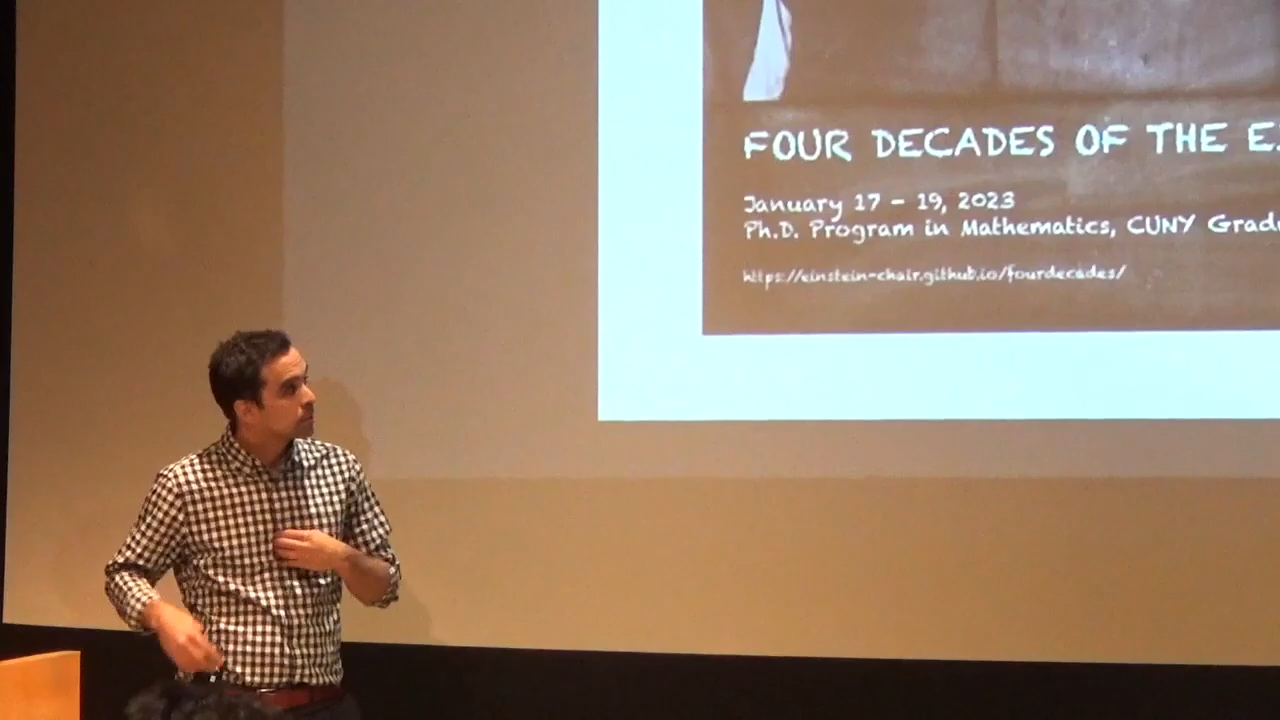 FOUR DECADES OF THE
January 17 - 19, 2023
Ph.D. Program in Mathematics, CUNY
https://einstein-chair.github.io/fourdecades/